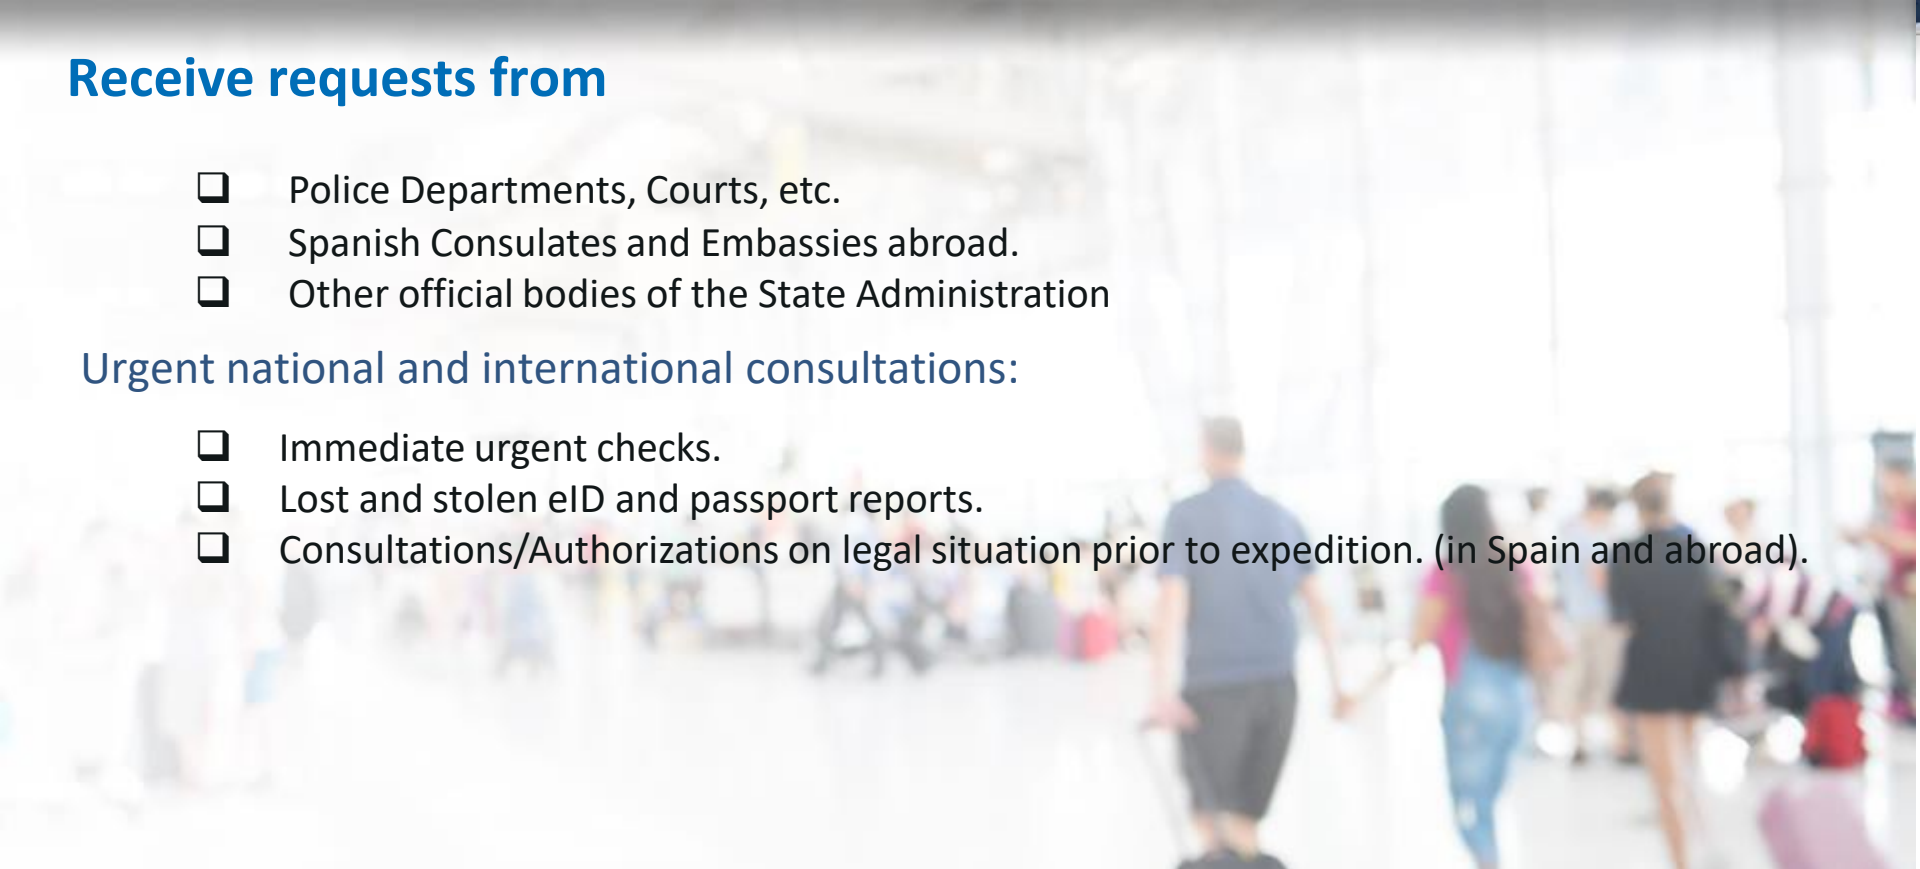 Receive requests from
Police Departments, Courts, etc.
Spanish Consulates and Embassies abroad.
Other official bodies of the State Administration
Urgent national and international consultations:
Immediate urgent checks.
Lost and stolen eID and passport reports.
Consultations/Authorizations on legal situation prior to expedition. (in Spain and abroad).